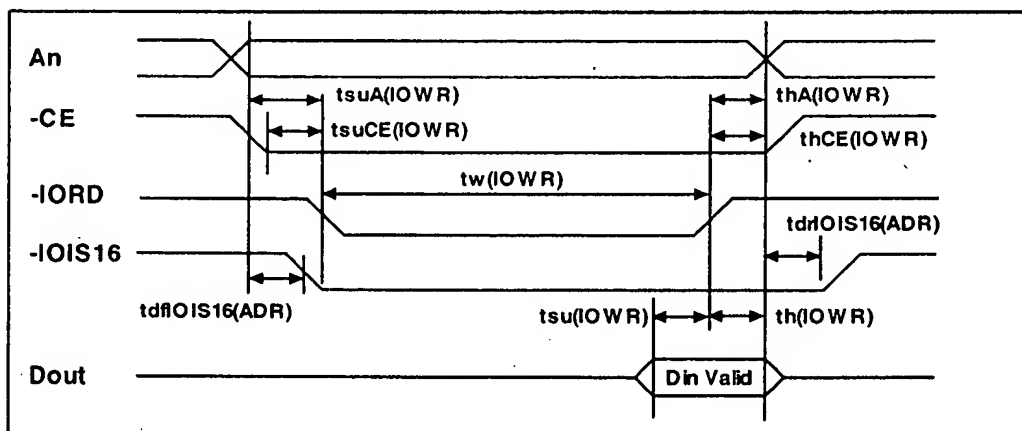 An
tsuA(IOWR)
thA(IOWR)
-CE
tsuCE(IOWR)
thCE(IOWR)
tw(IOWR)
-IORD
tdrIOIS16(ADR)
-IOIS16
tdfIOIS16(ADR)
tsu(IOWR)
th(IOWR)
Dout
Din Valid